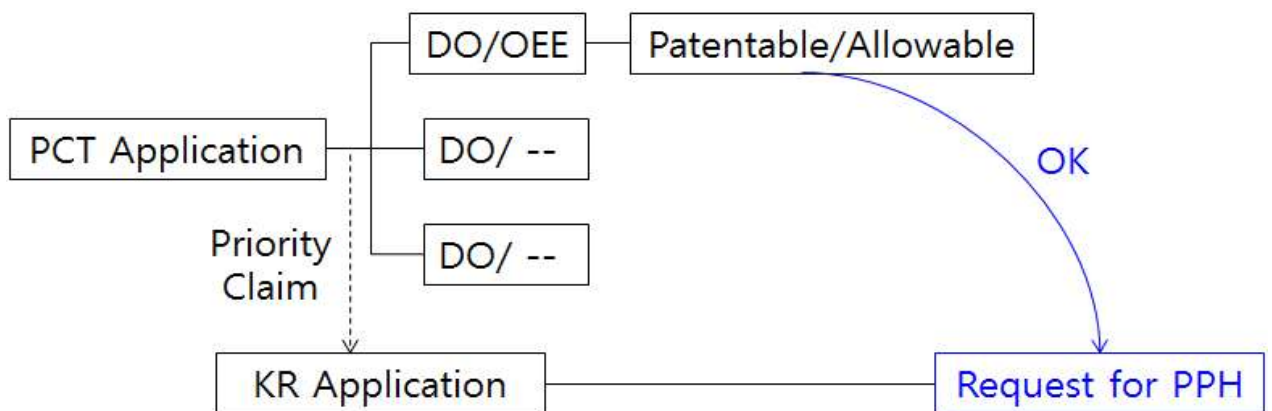 DO/OEE
Patentable/Allowable
PCT Application
DO/ --
OK
Priority
Claim
DO/ --
KR Application
Request for PPH